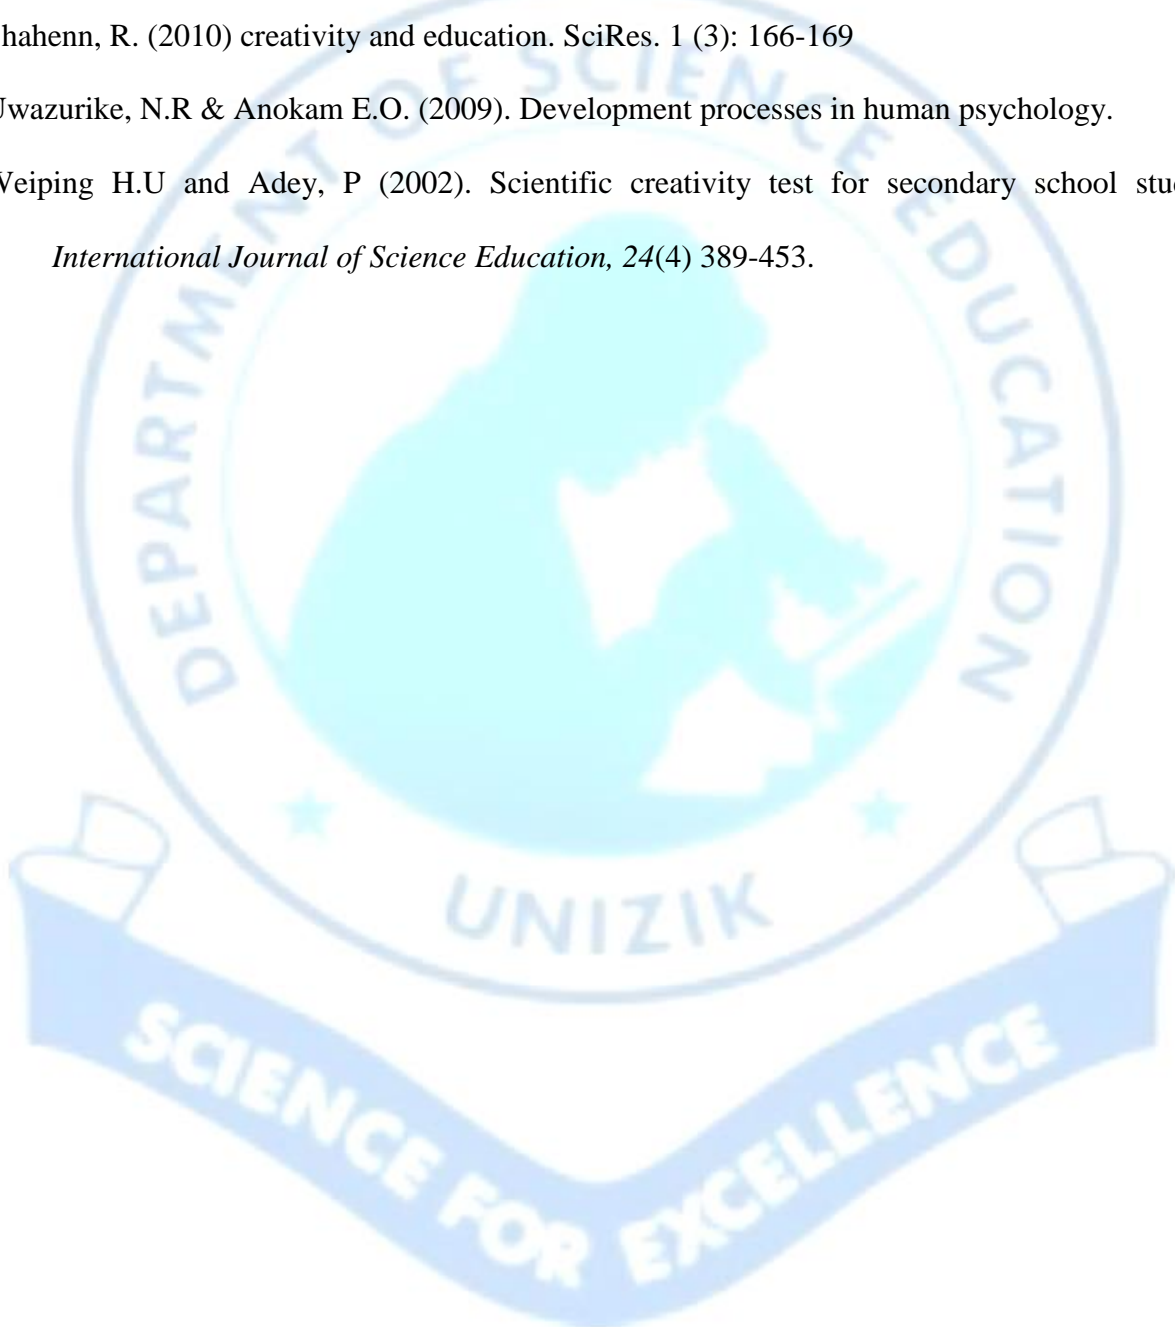 hahenn, R. (2010) creativity and education. SciRes. 1 (3): 166-169
Uwazurike, N.R & Anokam E.O. (2009). Development processes in human psychology.
Weiping H.U and Adey, P (2002). Scientific creativity test for secondary school stu
International Journal of Science Education, 24(4) 389-453.
DEPARTMENT OF SCIENCE EDUCATION
UNIZIK
SCIENCE FOR EXCELLENCE